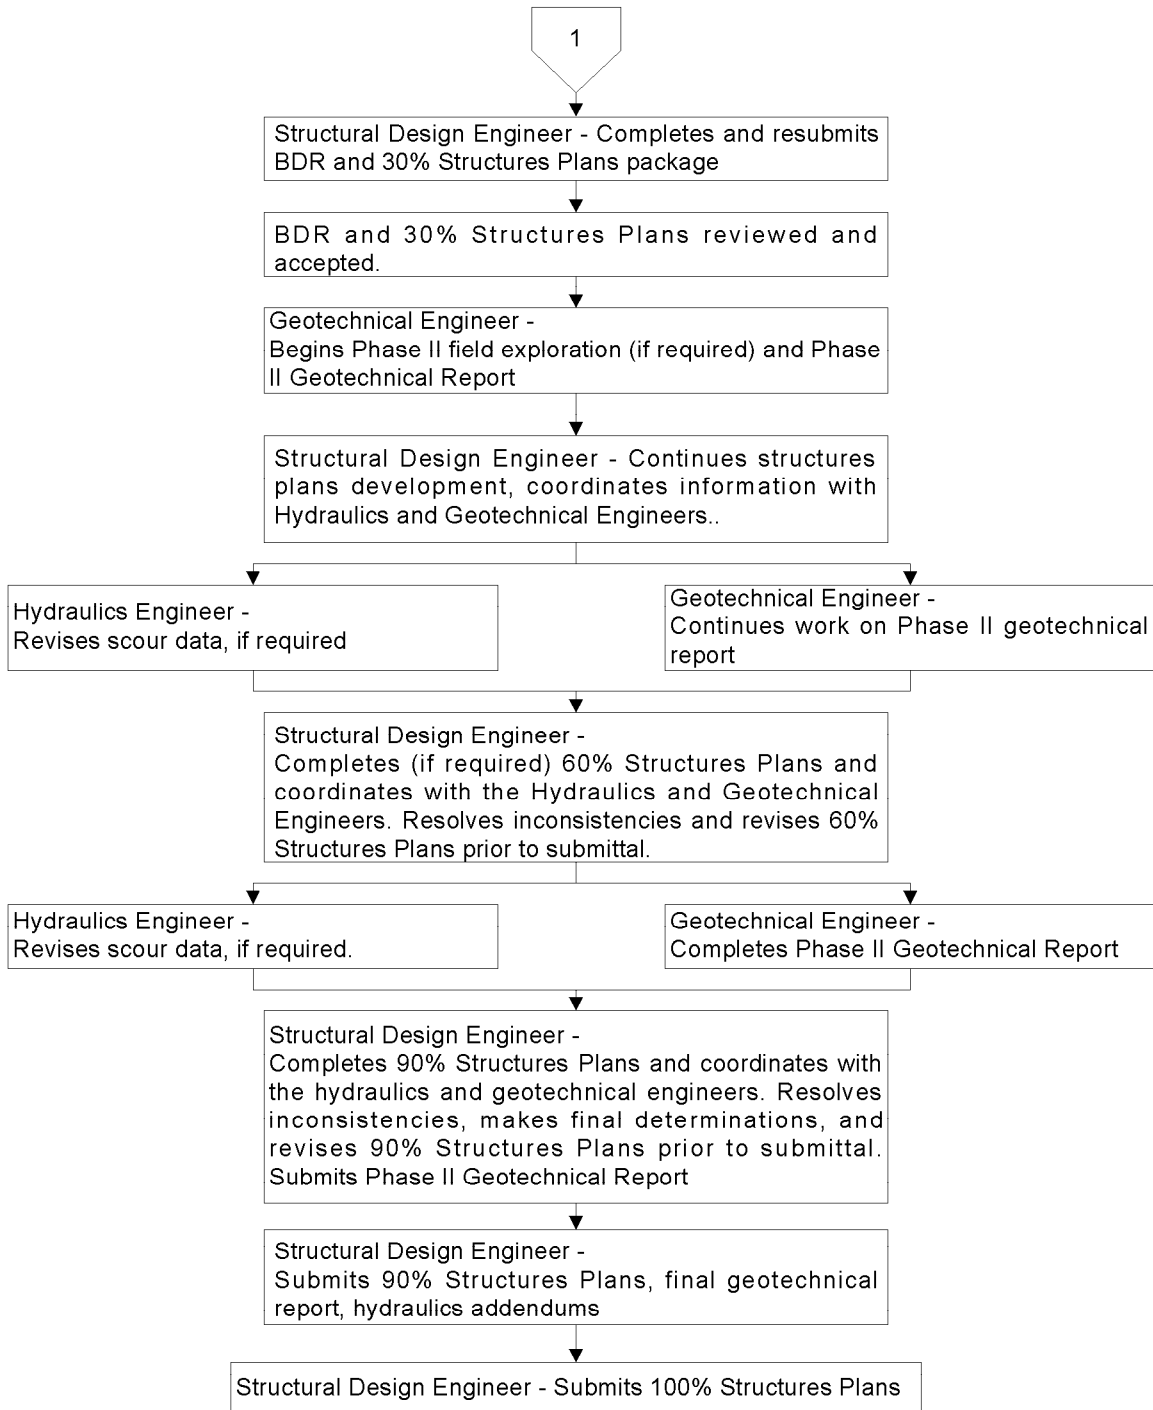 1
Structural Design Engineer - Completes and resubmits
BDR and 30% Structures Plans package
BDR and 30% Structures Plans reviewed and
accepted.
Geotechnical Engineer -
Begins Phase II field exploration (if required) and Phase
II Geotechnical Report
Structural Design Engineer - Continues structures
plans development, coordinates information with
Hydraulics and Geotechnical Engineers..
Hydraulics Engineer -
Revises scour data, if required
Geotechnical Engineer -
Continues work on Phase II geotechnical
report
Structural Design Engineer -
Completes (if required) 60% Structures Plans and
coordinates with the Hydraulics and Geotechnical
Engineers. Resolves inconsistencies and revises 60%
Structures Plans prior to submittal.
Hydraulics Engineer -
Revises scour data, if required.
Geotechnical Engineer -
Completes Phase II Geotechnical Report
Structural Design Engineer -
Completes 90% Structures Plans and coordinates with
the hydraulics and geotechnical engineers. Resolves
inconsistencies, makes final determinations, and
revises 90% Structures Plans prior to submittal.
Submits Phase II Geotechnical Report
Structural Design Engineer -
Submits 90% Structures Plans, final geotechnical
report, hydraulics addendums
Structural Design Engineer - Submits 100% Structures Plans